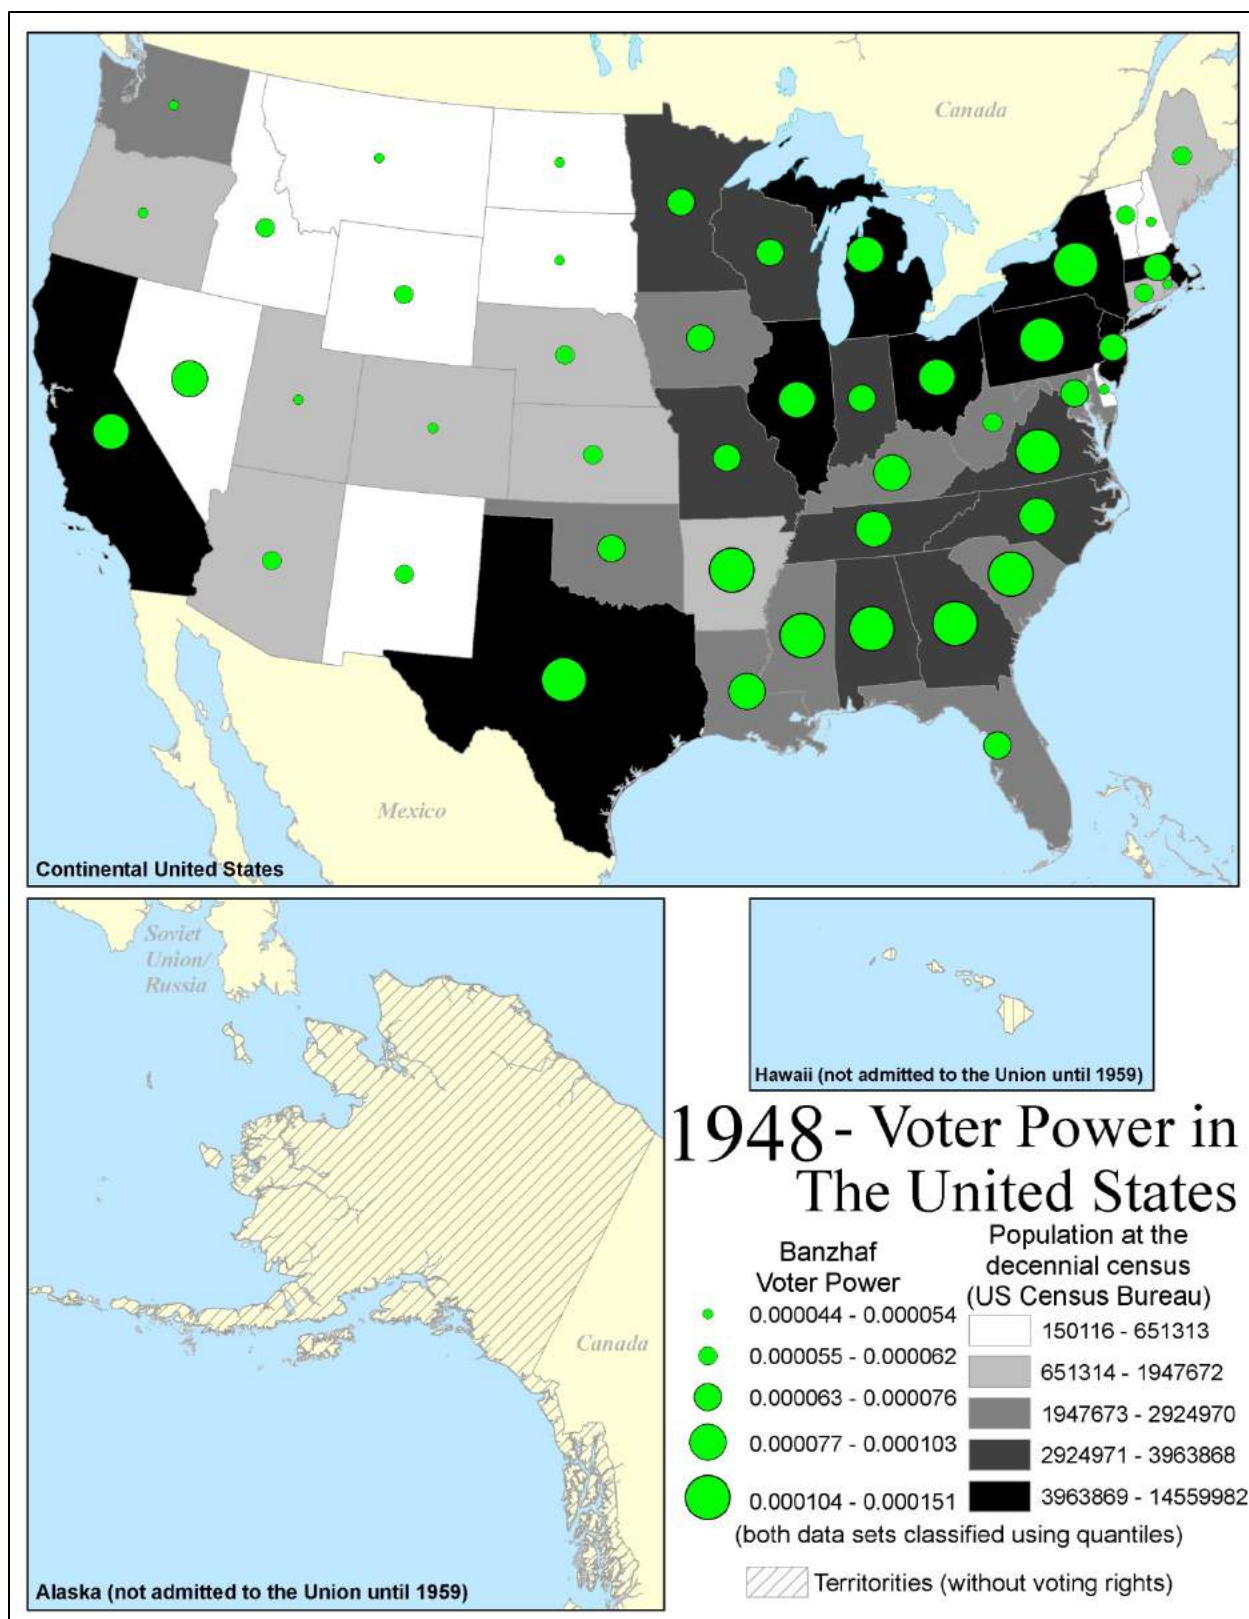 Canada
Mexico
Continental United States
Soviet
Union/
Russia
Canada
Alaska (not admitted to the Union until 1959)
Hawaii (not admitted to the Union until 1959)
1948 - Voter Power in
The United States
Banzhaf
Voter Power
0.000044 - 0.000054
0.000055 - 0.000062
0.000063 - 0.000076
0.000077 - 0.000103
0.000104 - 0.000151
Population at the
decennial census
(US Census Bureau)
150116 - 651313
651314 - 1947672
1947673 - 2924970
2924971 - 3963868
3963869 - 14559982
(both data sets classified using quantiles)
Territorities (without voting rights)